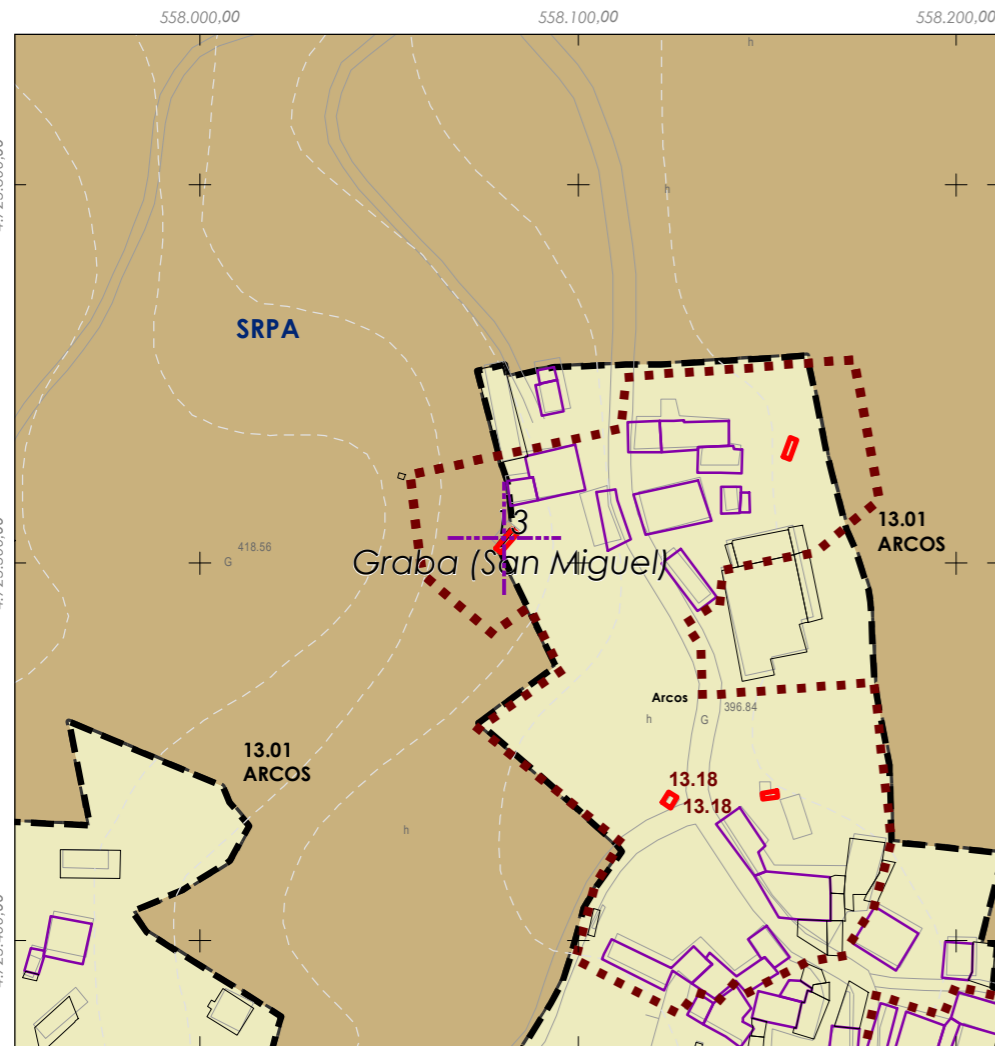 558.000,00
558.100,00
558.200,00
h
h
SRPA
13.01
ARCOS
13
Graba (San Miguel)
418.56
G
Arcos
396.84
h
G
13.01
ARCOS
13.18
13.18
h